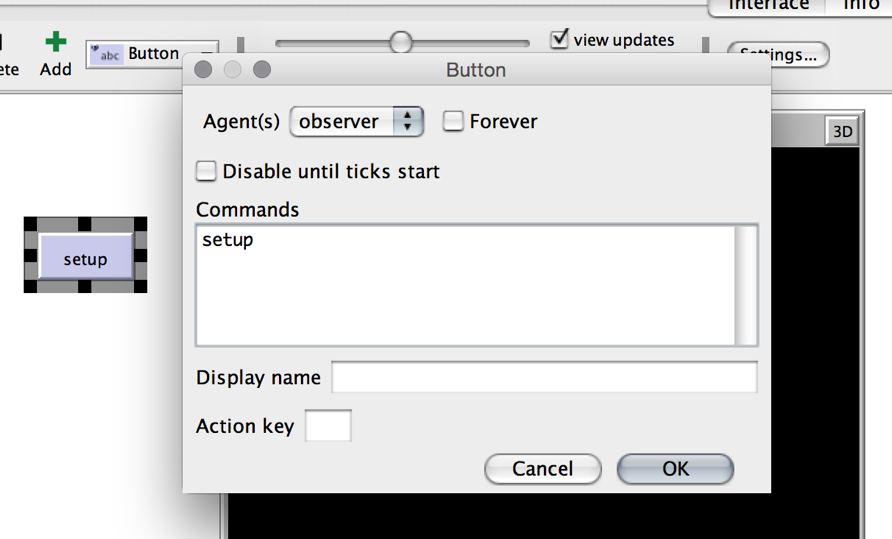 Interface Info
ete Add abc Button view updates Settings...
Button
Agent(s) observer Forever
3D
Disable until ticks start
Commands
setup
setup
Display name
Action key
Cancel OK